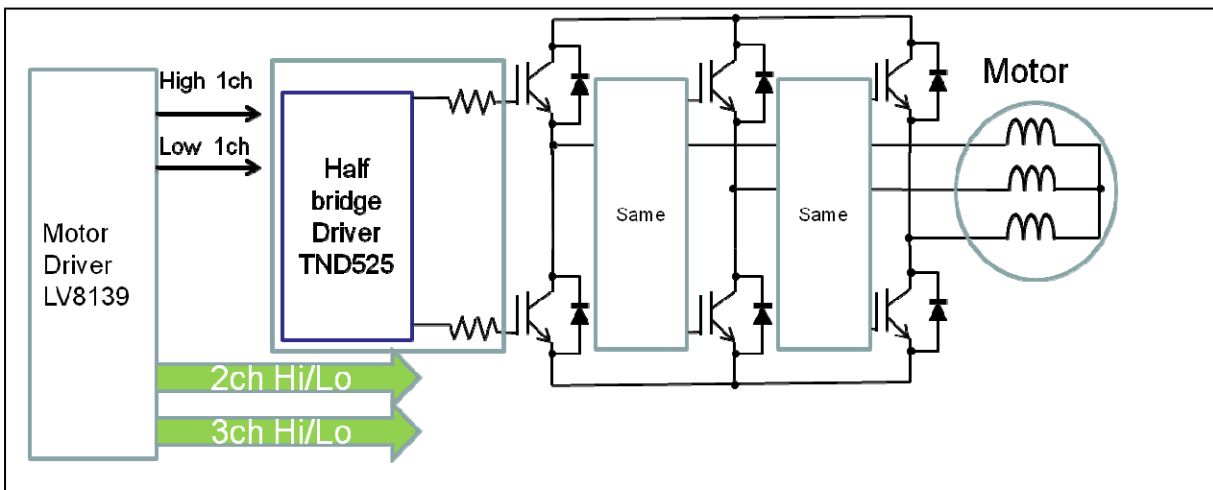 High 1ch
Low 1ch
Motor
Driver
LV8139
Half
bridge
Driver
TND525
Same
Same
Motor
2ch Hi/Lo
3ch Hi/Lo